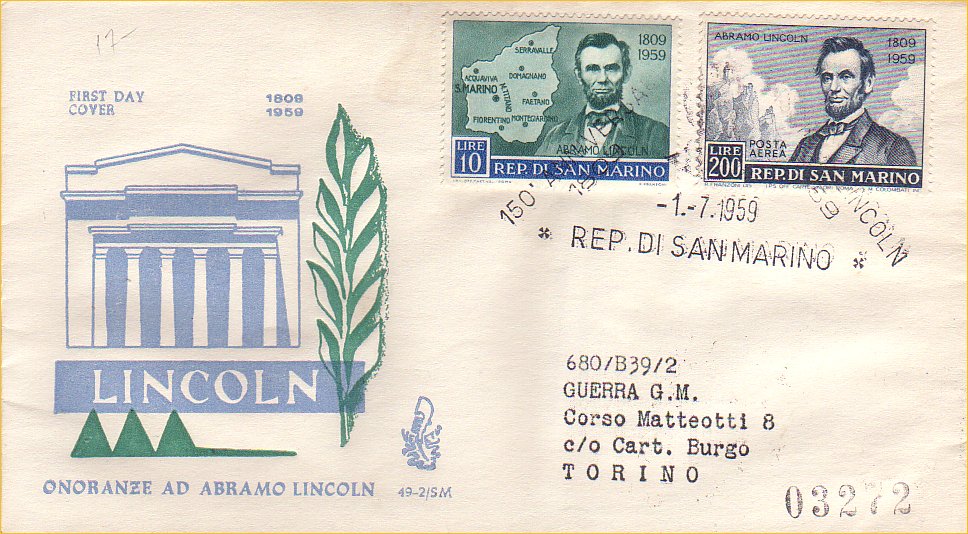 17-
FIRST DAY
COVER
1809
1959
LINCOLN
ONORANZE AD ABRAMO LINCOLN
49-2/SM
SERRAVALLE
ACQUAVIVA
DOMAGNANO
S.MARINO
FAETANO
FIORENTINO
MONTEGIARDINO
1809
1959
ABRAMO LINCOLN
LIRE
10
REP. DI SAN MARINO
ABRAMO LINCOLN
1809
1959
POSTA
AEREA
LIRE
200
REP. DI SAN MARINO
150°
LINCOLN
-1.-7.1959
* REP. DI SAN MARINO *
680/B39/2
GUERRA G.M.
Corso Matteotti 8
c/o Cart. Burgo
TORINO
03272